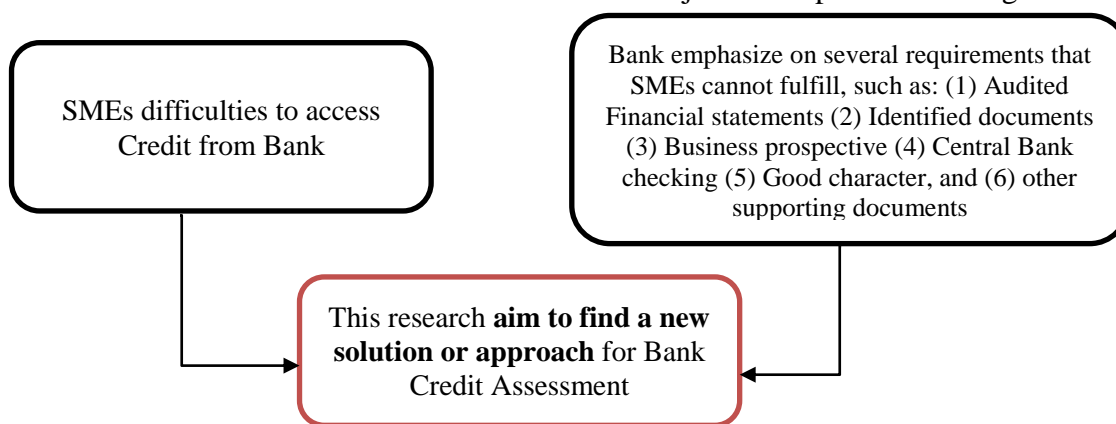 Bank emphasize on several requirements that
SMEs cannot fulfill, such as: (1) Audited
Financial statements (2) Identified documents
(3) Business prospective (4) Central Bank
checking (5) Good character, and (6) other
supporting documents
SMEs difficulties to access
Credit from Bank
This research aim to find a new
solution or approach for Bank
Credit Assessment